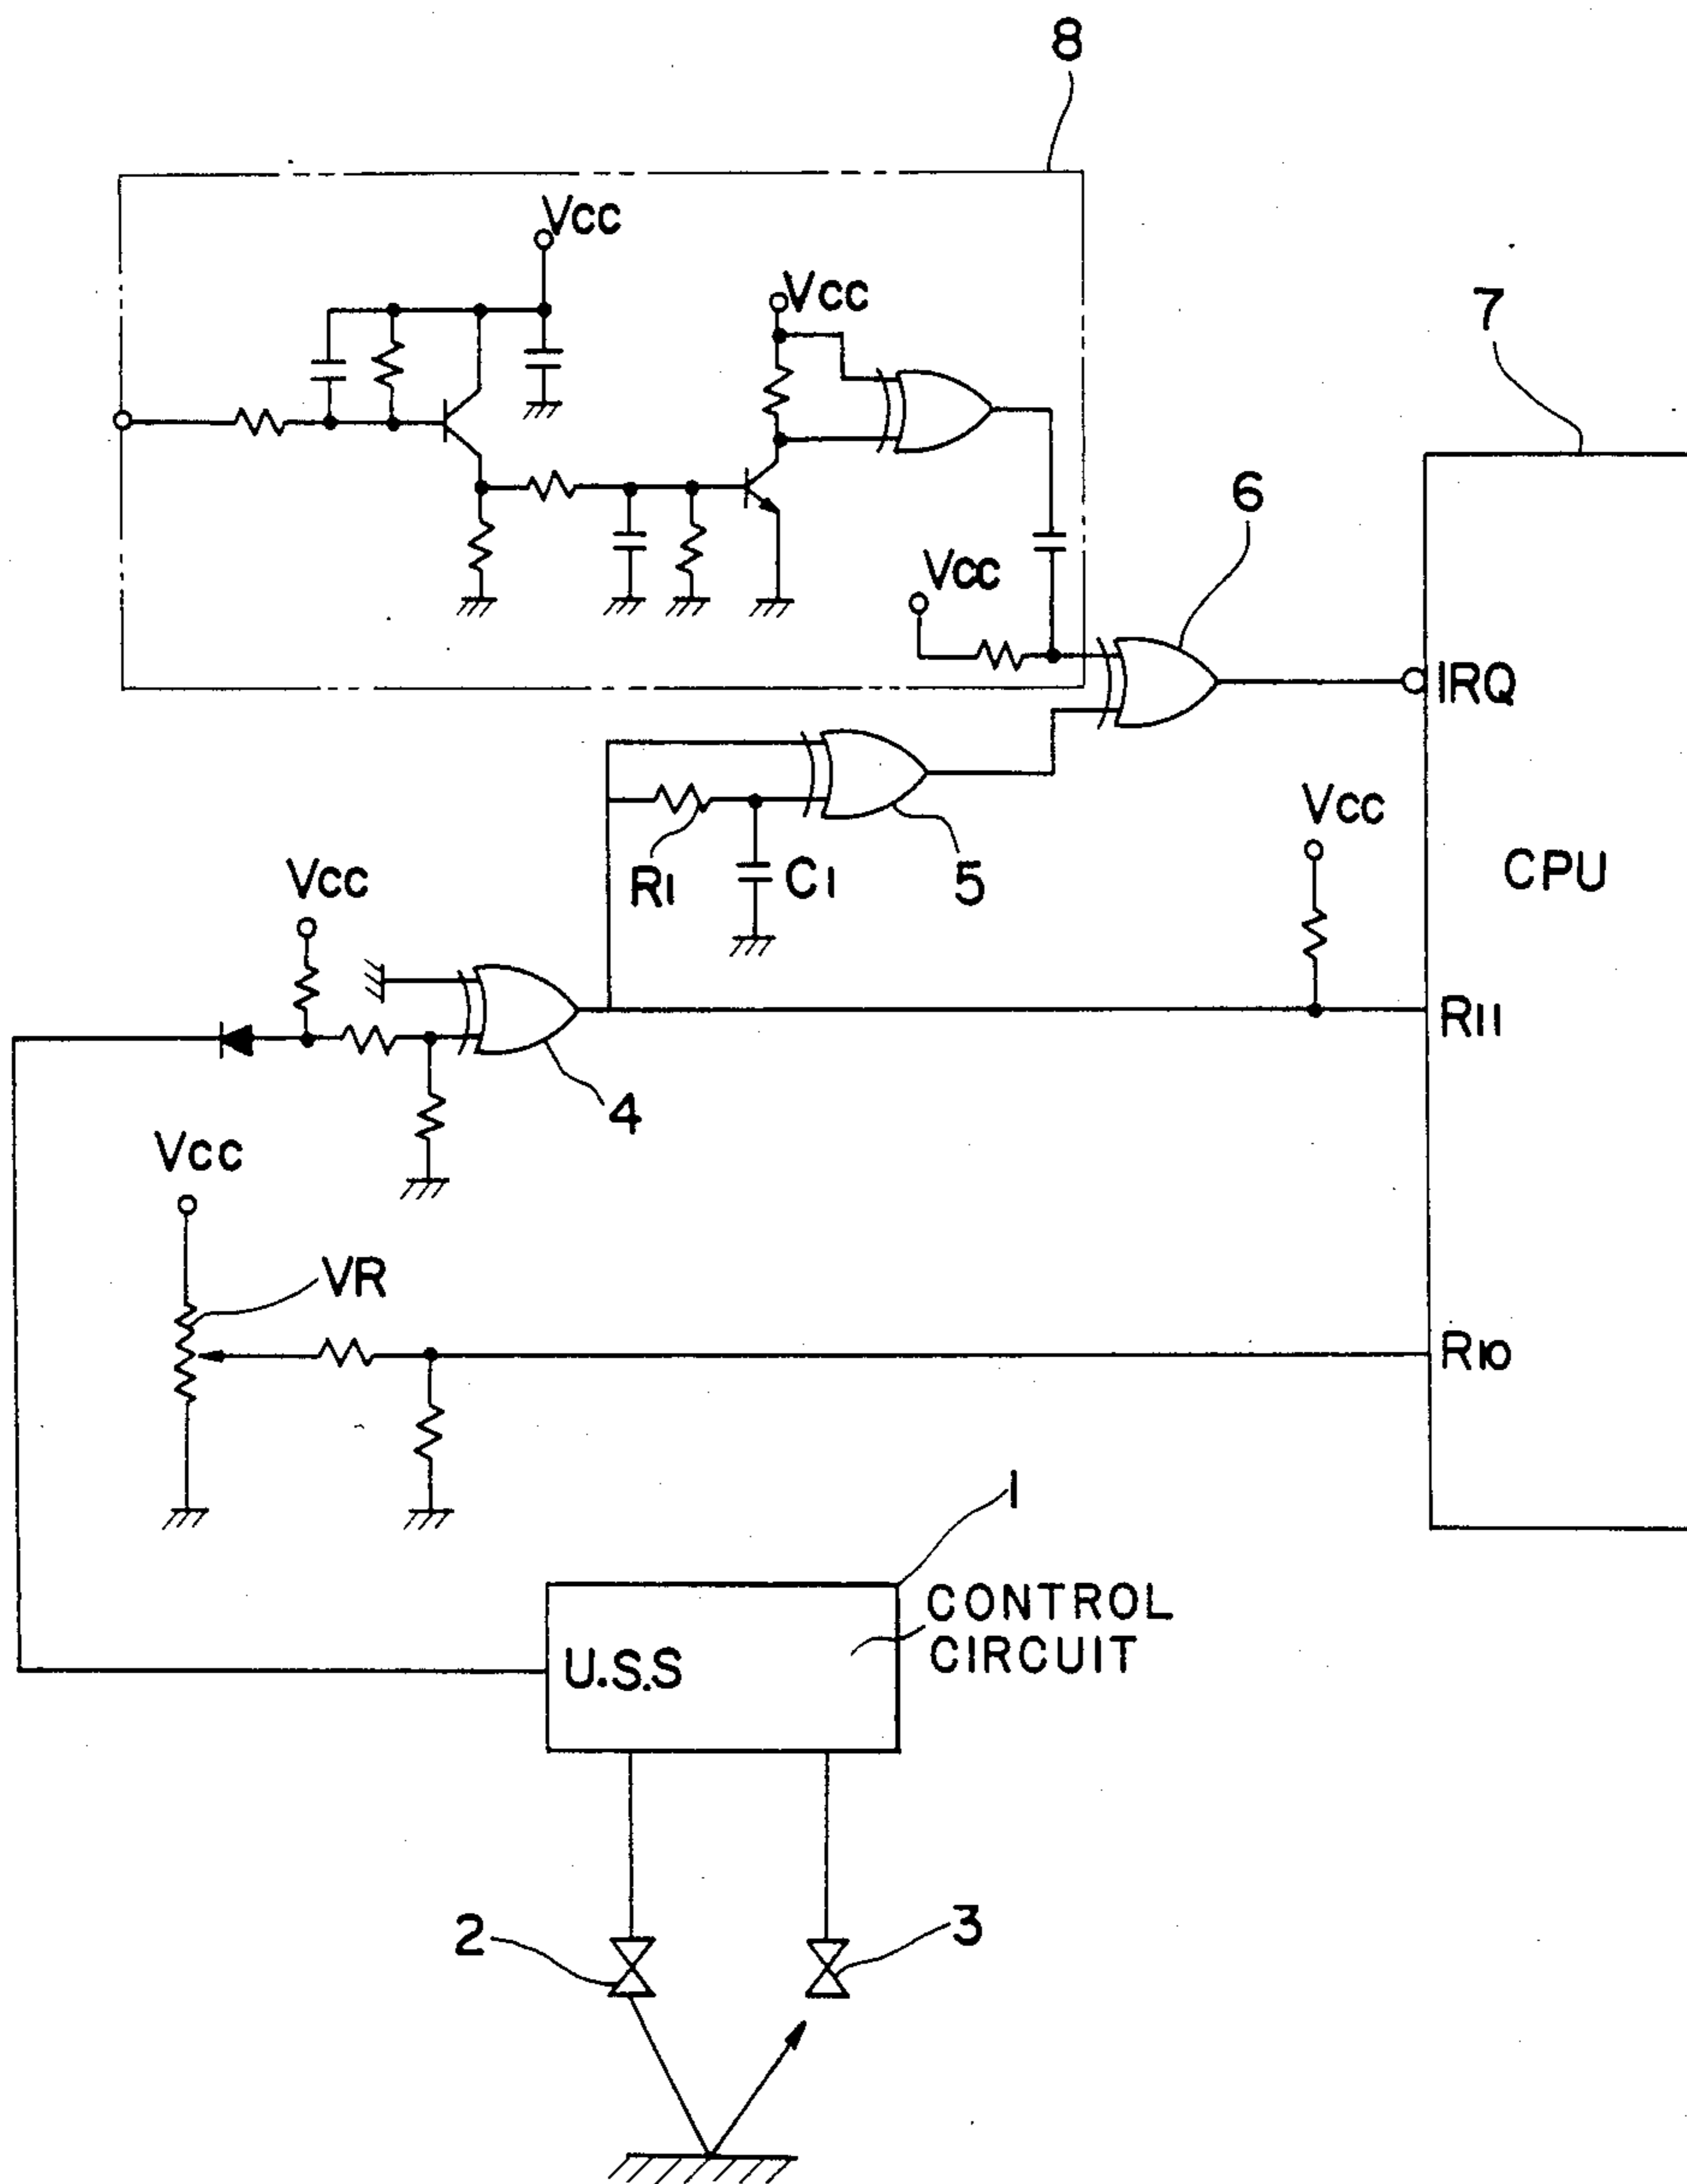 8
Vcc
Vcc
7
Vcc
6
IRQ
Vcc
R1
C1
5
CPU
Vcc
R11
4
Vcc
VR
R10
1
CONTROL
CIRCUIT
U.S.S
2
3